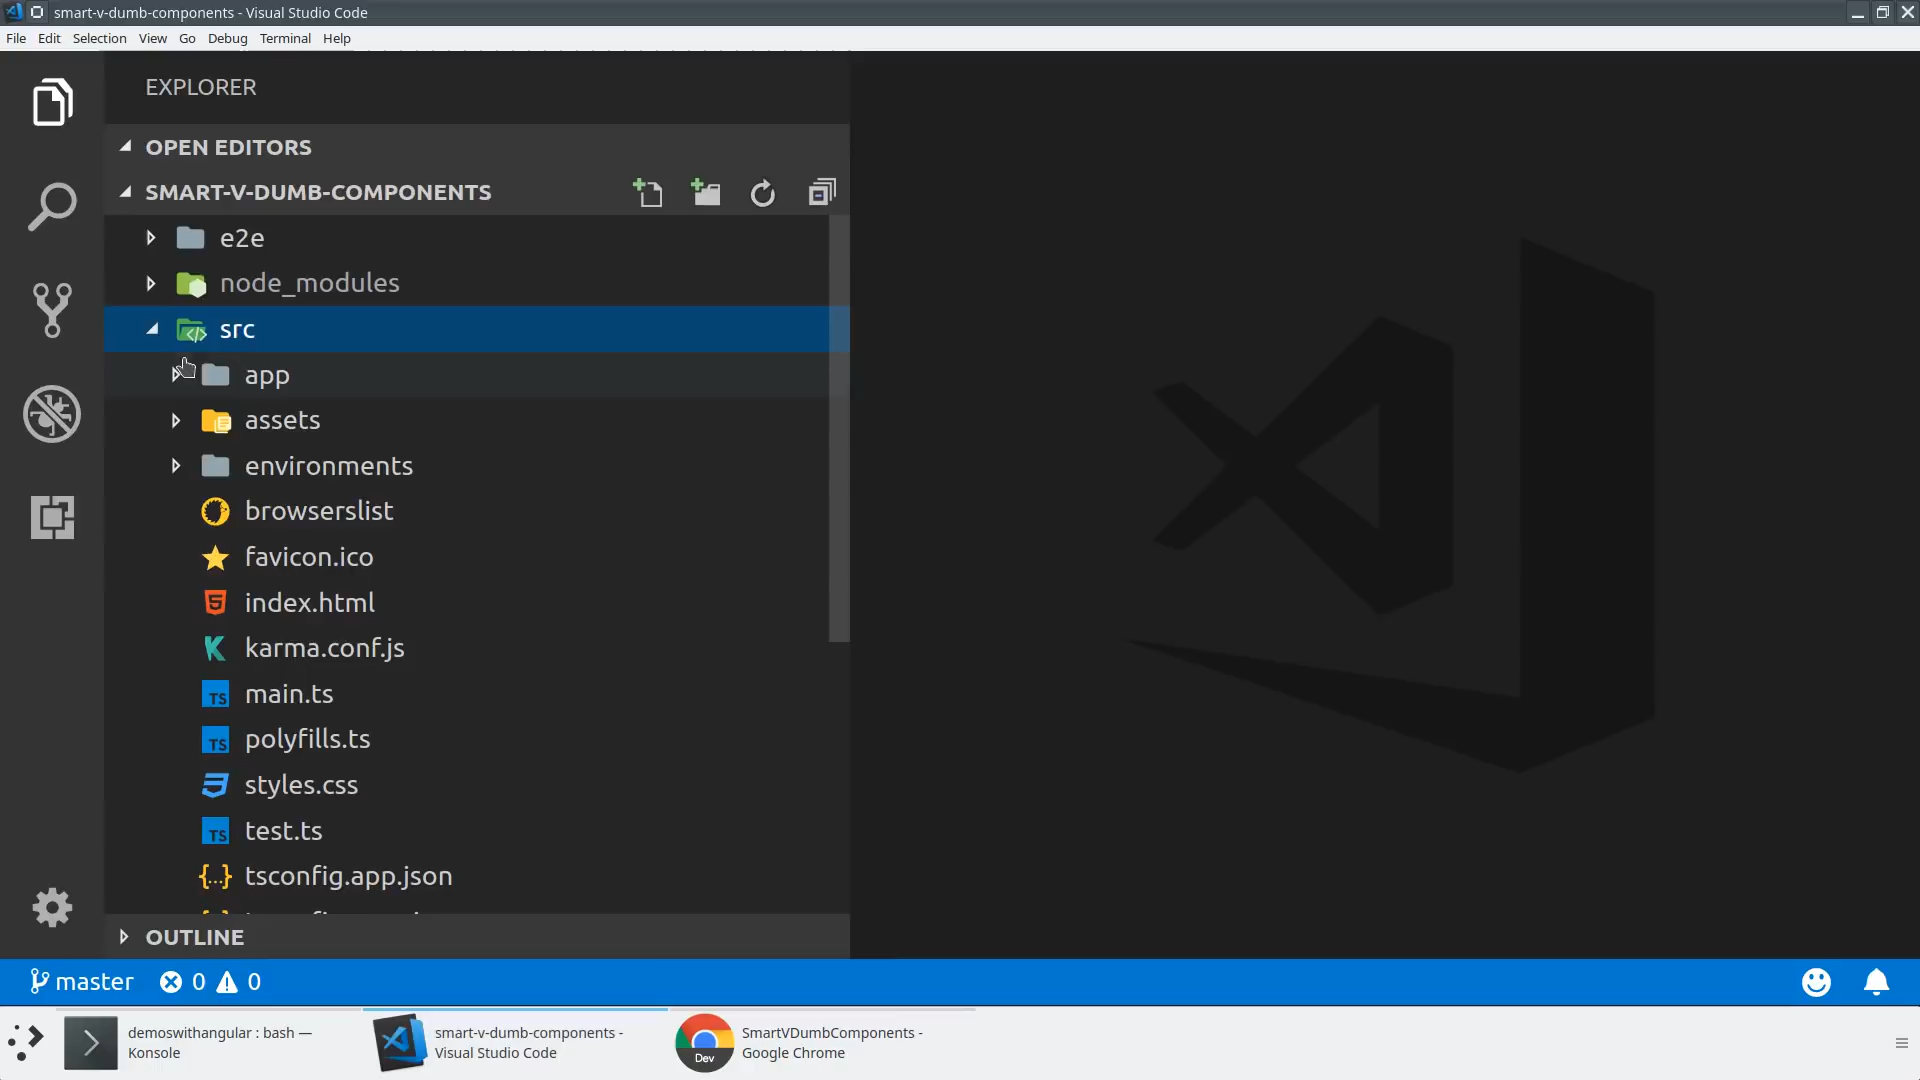 smart-v-dumb-components - Visual Studio Code
File Edit Selection View Go Debug Terminal Help
EXPLORER
OPEN EDITORS
SMART-V-DUMB-COMPONENTS
e2e
node_modules
src
app
assets
environments
browserslist
favicon.ico
index.html
karma.conf.js
TS main.ts
TS polyfills.ts
styles.css
TS test.ts
{...} tsconfig.app.json
OUTLINE
master 0 0
demoswithangular : bash —
Konsole
smart-v-dumb-components -
Visual Studio Code
Dev
SmartVDumbComponents -
Google Chrome